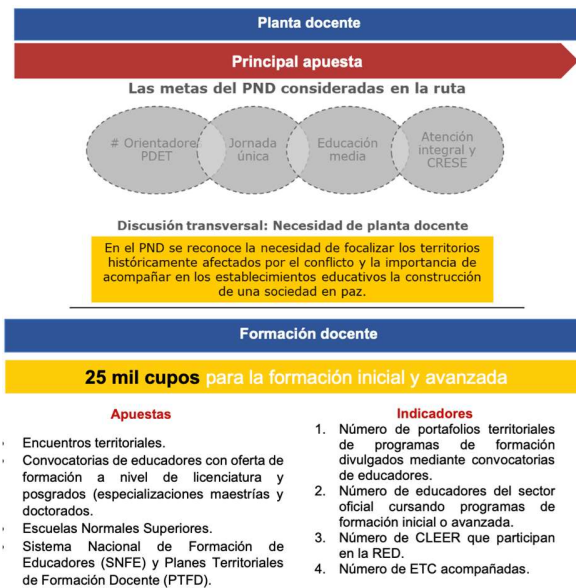 Planta docente
Principal apuesta
Las metas del PND consideradas en la ruta
# Orientadore
PDET
Jornada
única
Educación
media
Atención
integral y
CRESE
Discusión transversal: Necesidad de planta docente
En el PND se reconoce la necesidad de focalizar los territorios
históricamente afectados por el conflicto y la importancia de
acompañar en los establecimientos educativos la construcción
de una sociedad en paz.
Formación docente
25 mil cupos para la formación inicial y avanzada
Apuestas
Encuentros territoriales.
Convocatorias de educadores con oferta de
formación a nivel de licenciatura y
posgrados (especializaciones maestrías y
doctorados.
Escuelas Normales Superiores.
Sistema Nacional de Formación de
Educadores (SNFE) y Planes Territoriales
de Formación Docente (PTFD).
Indicadores
1. Número de portafolios territoriales
de programas de formación
divulgados mediante convocatorias
de educadores.
2. Número de educadores del sector
oficial cursando programas de
formación inicial o avanzada.
3. Número de CLEER que participan
en la RED.
4. Número de ETC acompañadas.